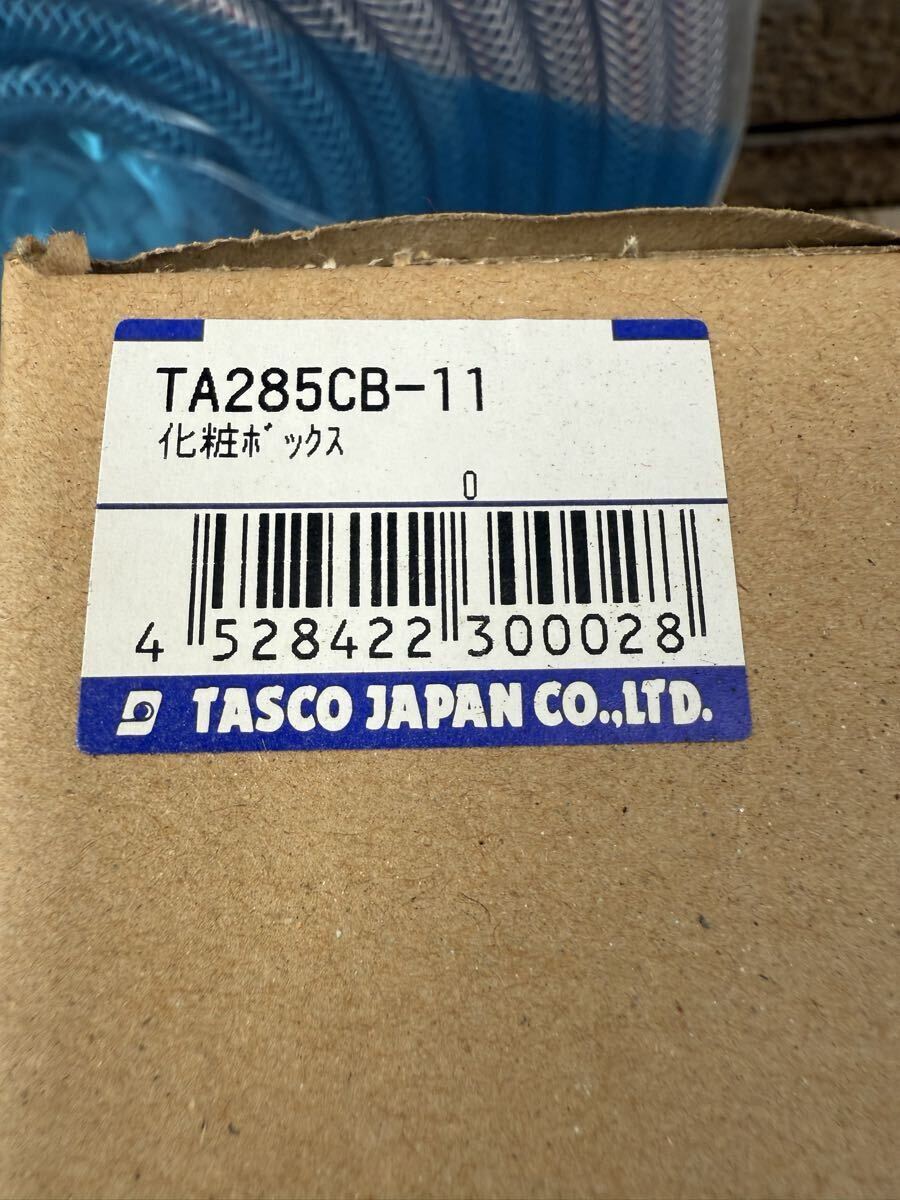 TA285CB-11
化粧ﾎﾞｯｸｽ
0
4 528422 300028
TASCO JAPAN CO.,LTD.